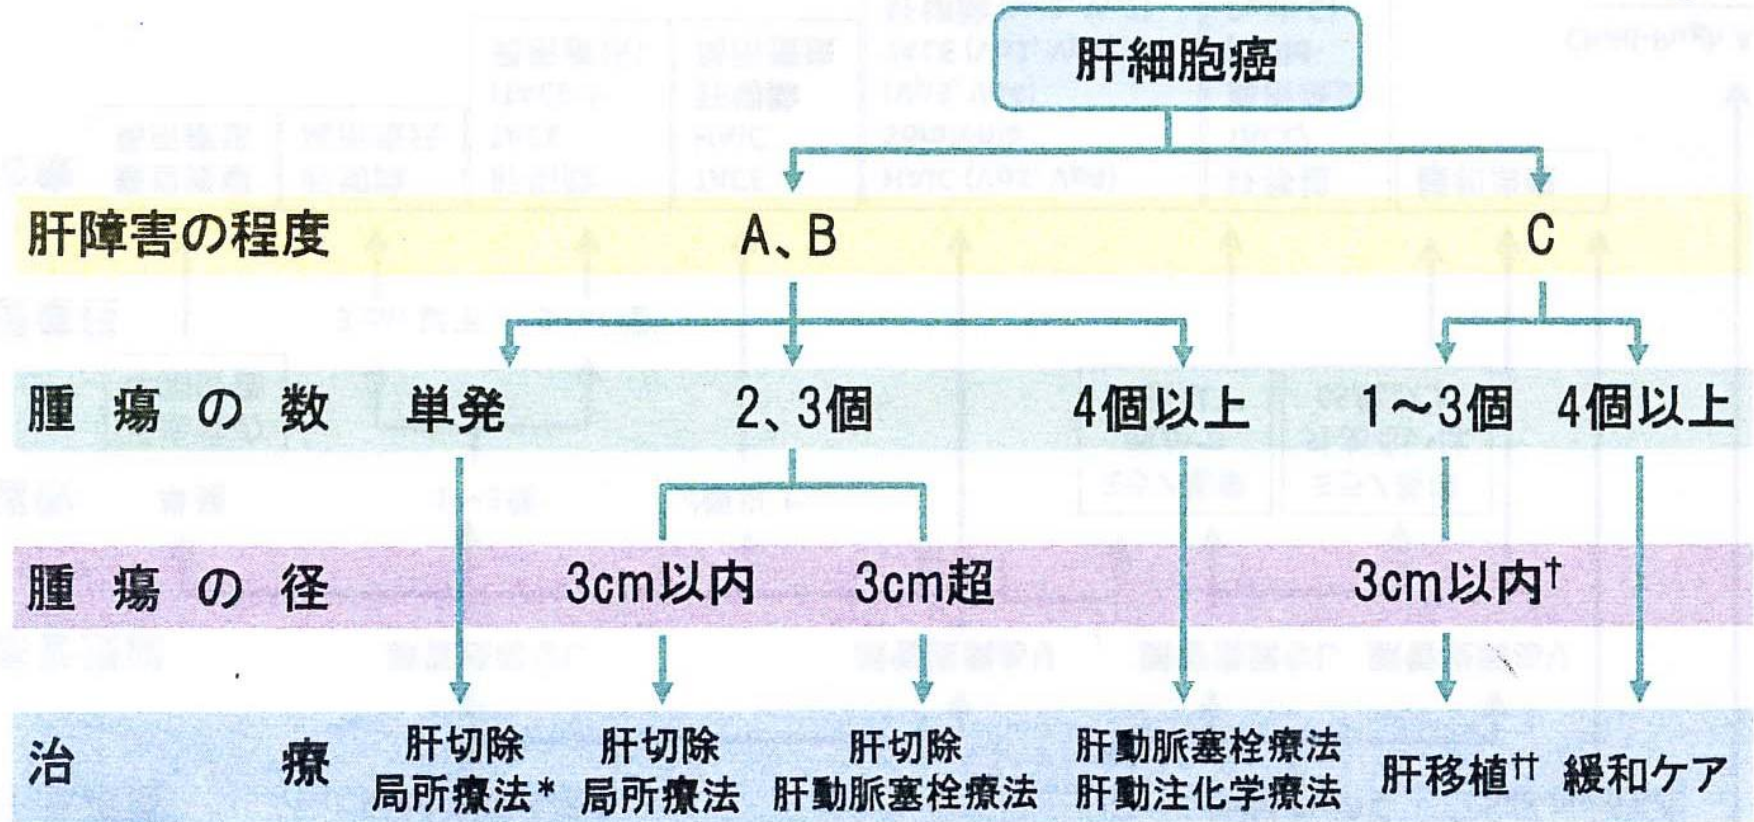 肝細胞癌
肝障害の程度 A、B C
腫瘍の数 単発 2、3個 4個以上 1～3個 4個以上
腫瘍の径 3cm以内 3cm超 3cm以内†
治療
肝切除 肝切除 肝切除 肝動脈塞栓療法
局所療法* 局所療法 肝動脈塞栓療法 肝動注化学療法
肝移植†† 緩和ケア